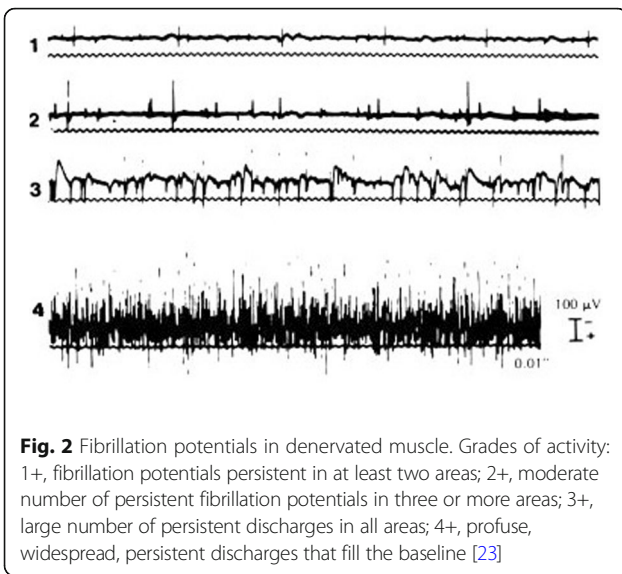 1
2
3
4
100 μV
−
+
0.01"
Fig. 2 Fibrillation potentials in denervated muscle. Grades of activity:
1+, fibrillation potentials persistent in at least two areas; 2+, moderate
number of persistent fibrillation potentials in three or more areas; 3+,
large number of persistent discharges in all areas; 4+, profuse,
widespread, persistent discharges that fill the baseline [23]